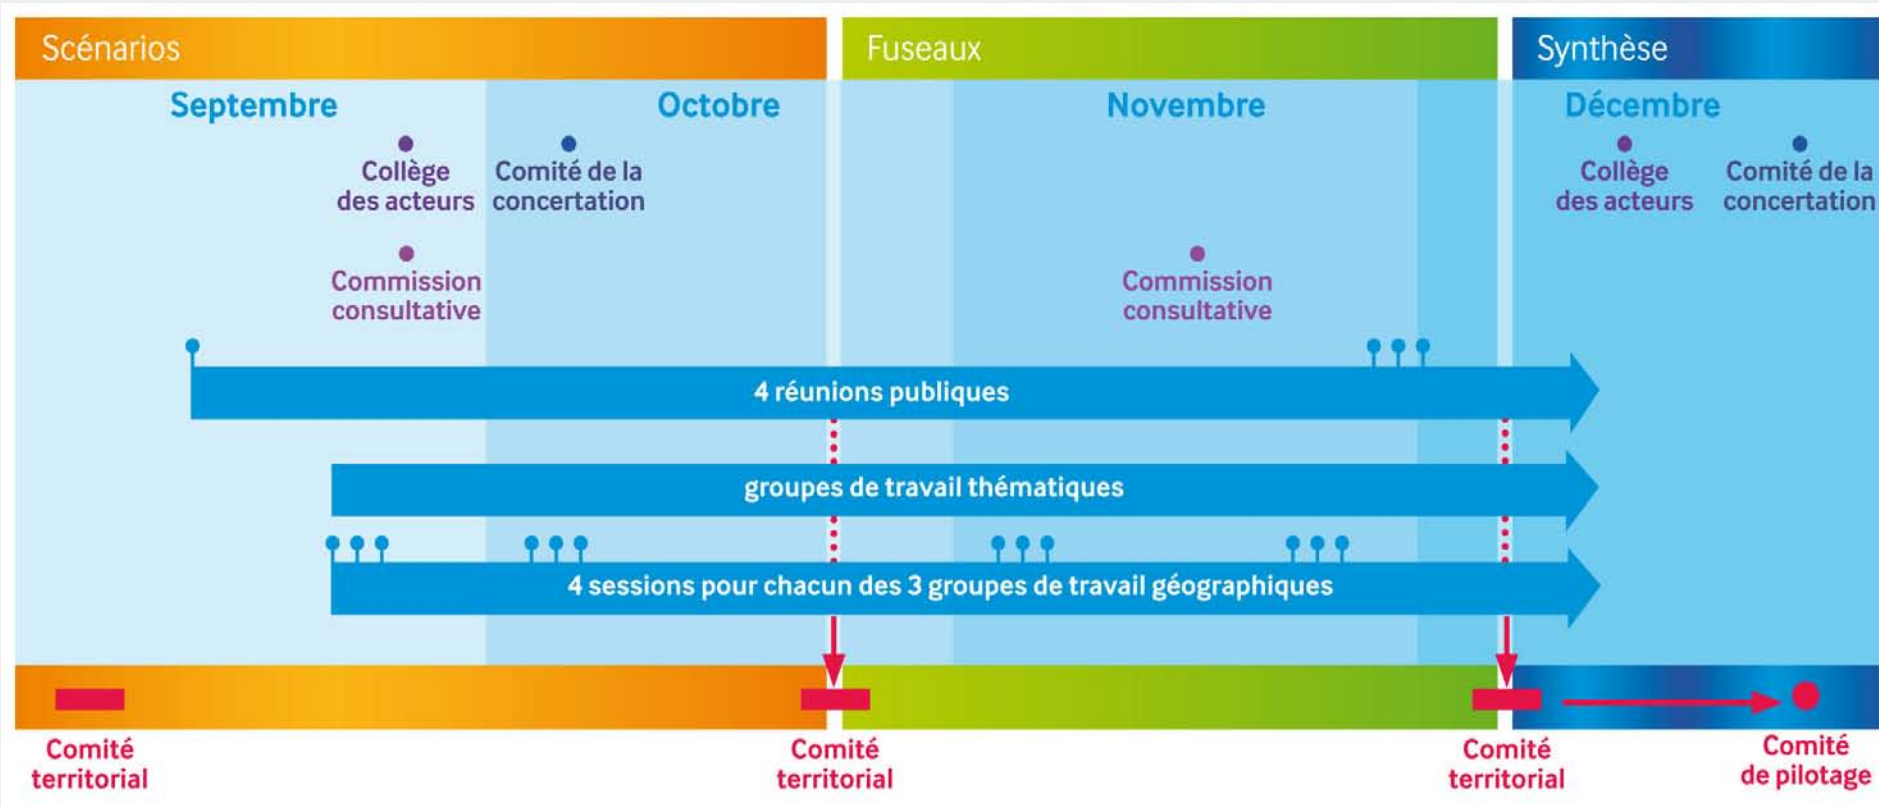 Scénarios
Fuseaux
Synthèse
Septembre
Octobre
Novembre
Décembre
Collège
des acteurs
Comité de la
concertation
Collège
des acteurs
Comité de la
concertation
Commission
consultative
Commission
consultative
4 réunions publiques
groupes de travail thématiques
4 sessions pour chacun des 3 groupes de travail géographiques
Comité
territorial
Comité
territorial
Comité
territorial
Comité
de pilotage